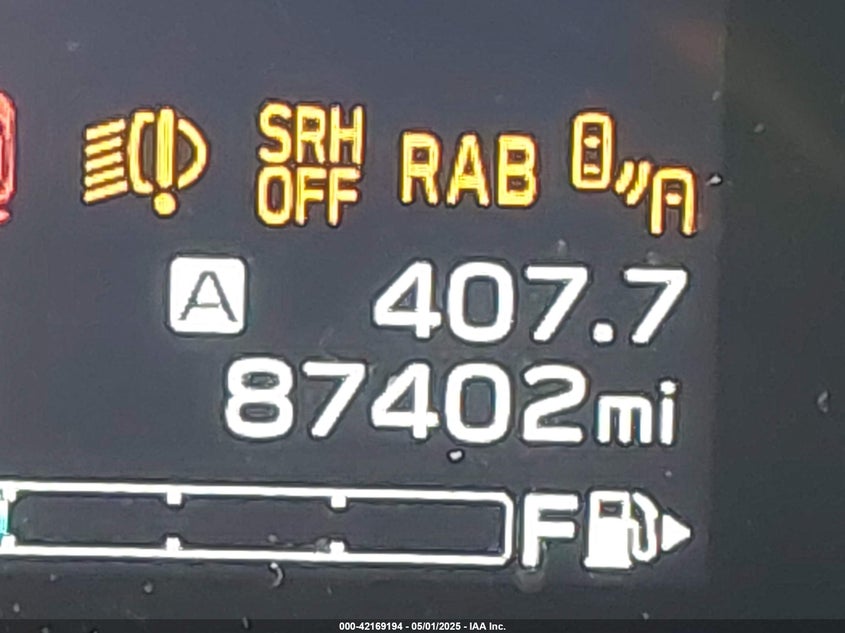 SRH
OFF
RAB
A
A 407.7
87402mi
F
000-42169194 - 05/01/2025 - IAA Inc.